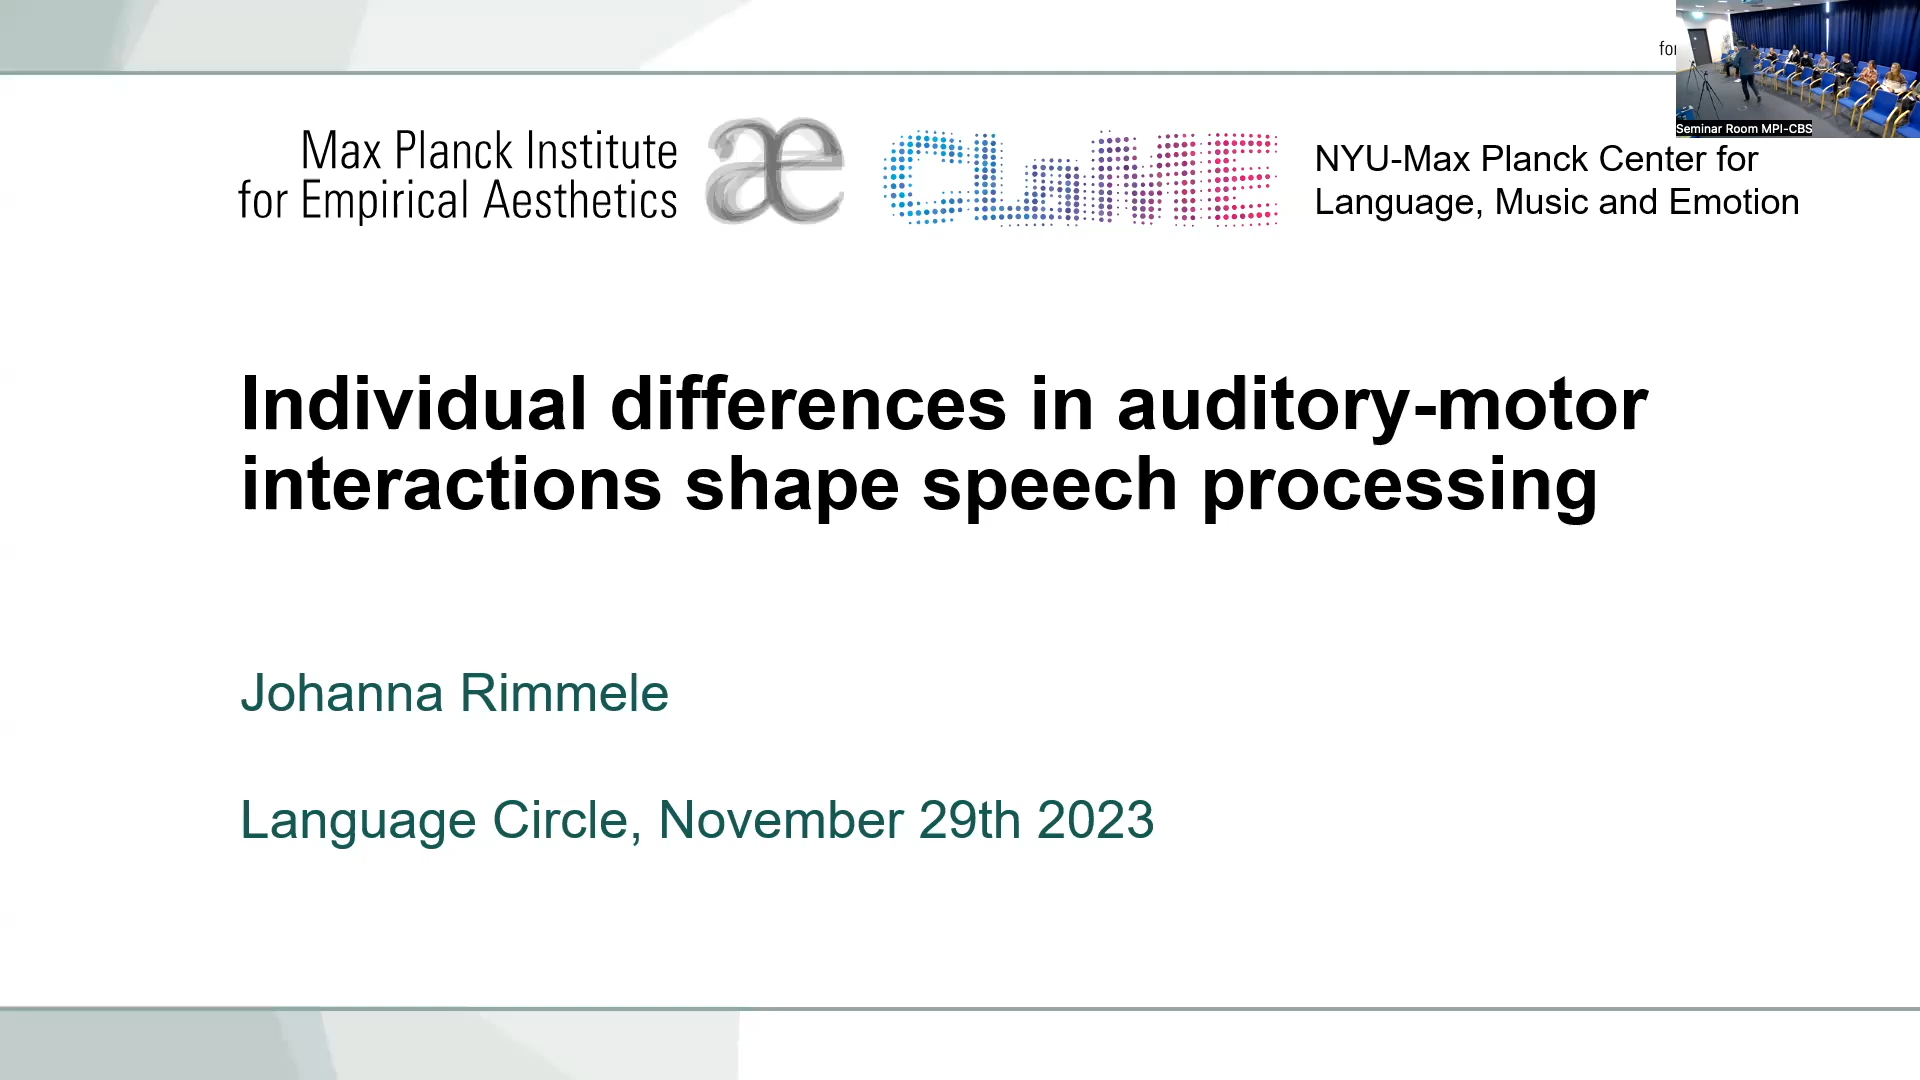 for
Seminar Room MPI-CBS
Max Planck Institute
for Empirical Aesthetics
æ
CLaME
NYU-Max Planck Center for
Language, Music and Emotion
Individual differences in auditory-motor
interactions shape speech processing
Johanna Rimmele
Language Circle, November 29th 2023